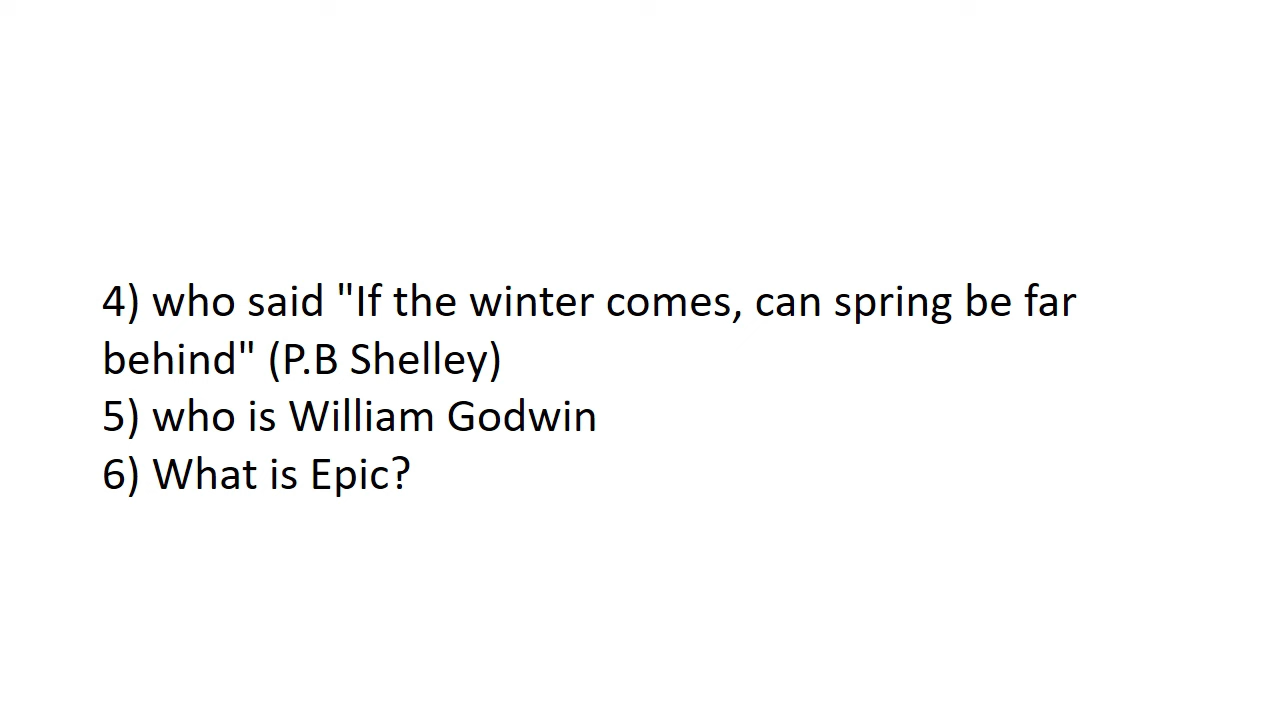 4) who said "If the winter comes, can spring be far
behind" (P.B Shelley)
5) who is William Godwin
6) What is Epic?